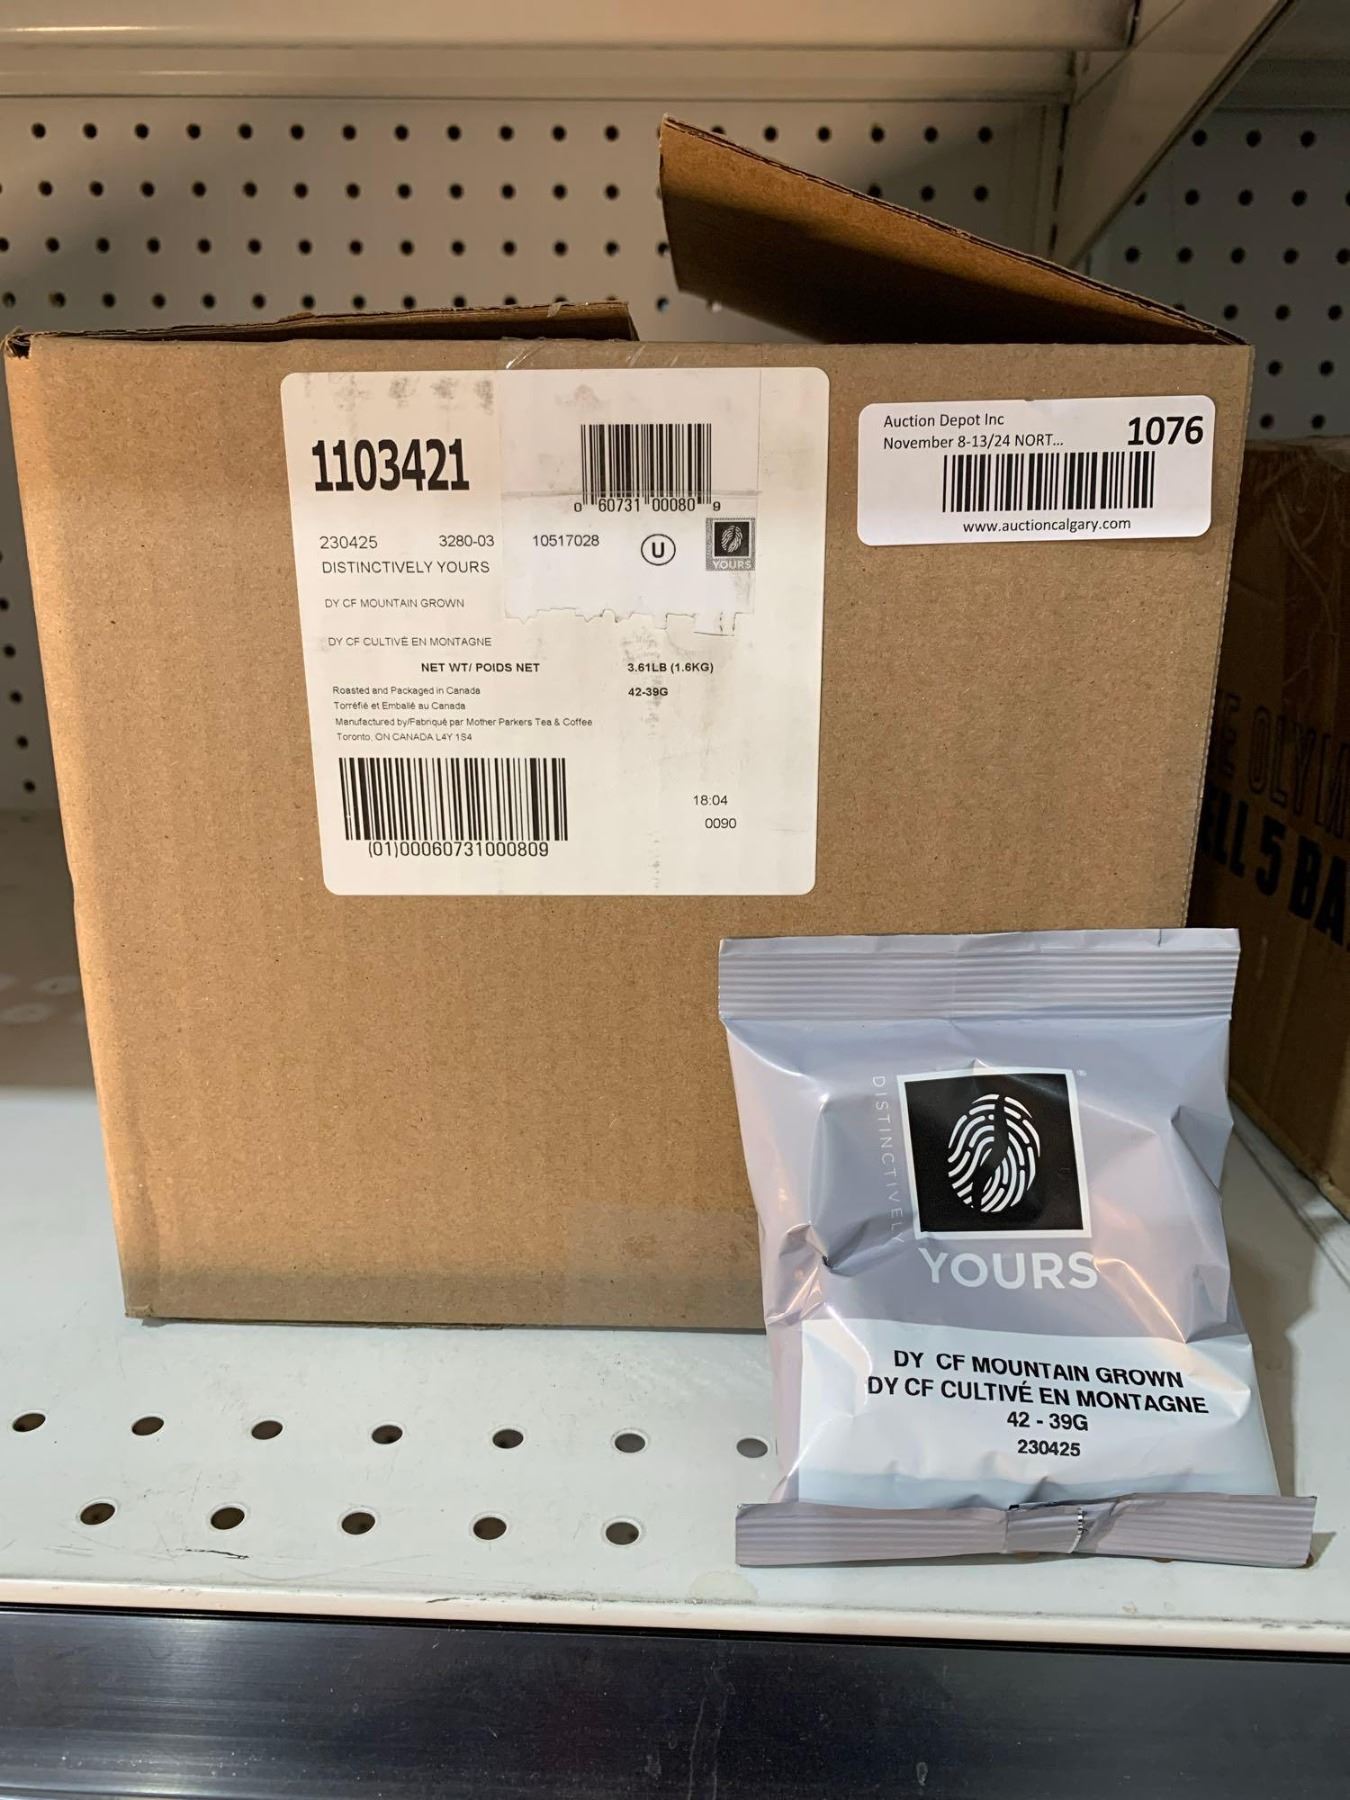 1103421
0 60731 00080 9
230425 3280-03 10517028 U
YOURS
DISTINCTIVELY YOURS
DY CF MOUNTAIN GROWN
DY CF CULTIVÉ EN MONTAGNE
NET WT/ POIDS NET 3.61LB (1.6KG)
Roasted and Packaged in Canada 42-39G
Torréfié et Emballé au Canada
Manufactured by/Fabriqué par Mother Parkers Tea & Coffee
Toronto, ON CANADA L4Y 1S4
18:04
0090
(01)00060731000809
Auction Depot Inc 1076
November 8-13/24 NORT...
www.auctioncalgary.com
5 BA
DISTINCTIVELY
YOURS
DY CF MOUNTAIN GROWN
DY CF CULTIVÉ EN MONTAGNE
42 - 39G
230425